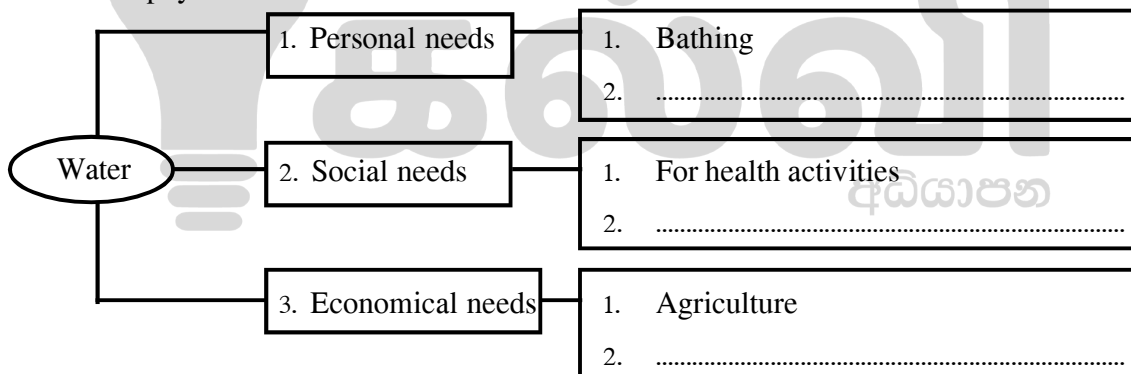 1. Personal needs
1. Bathing
2. ....................................................................
Water
2. Social needs
1. For health activities
2. ....................................................................
අධ්‍යාපන
3. Economical needs
1. Agriculture
2. ....................................................................